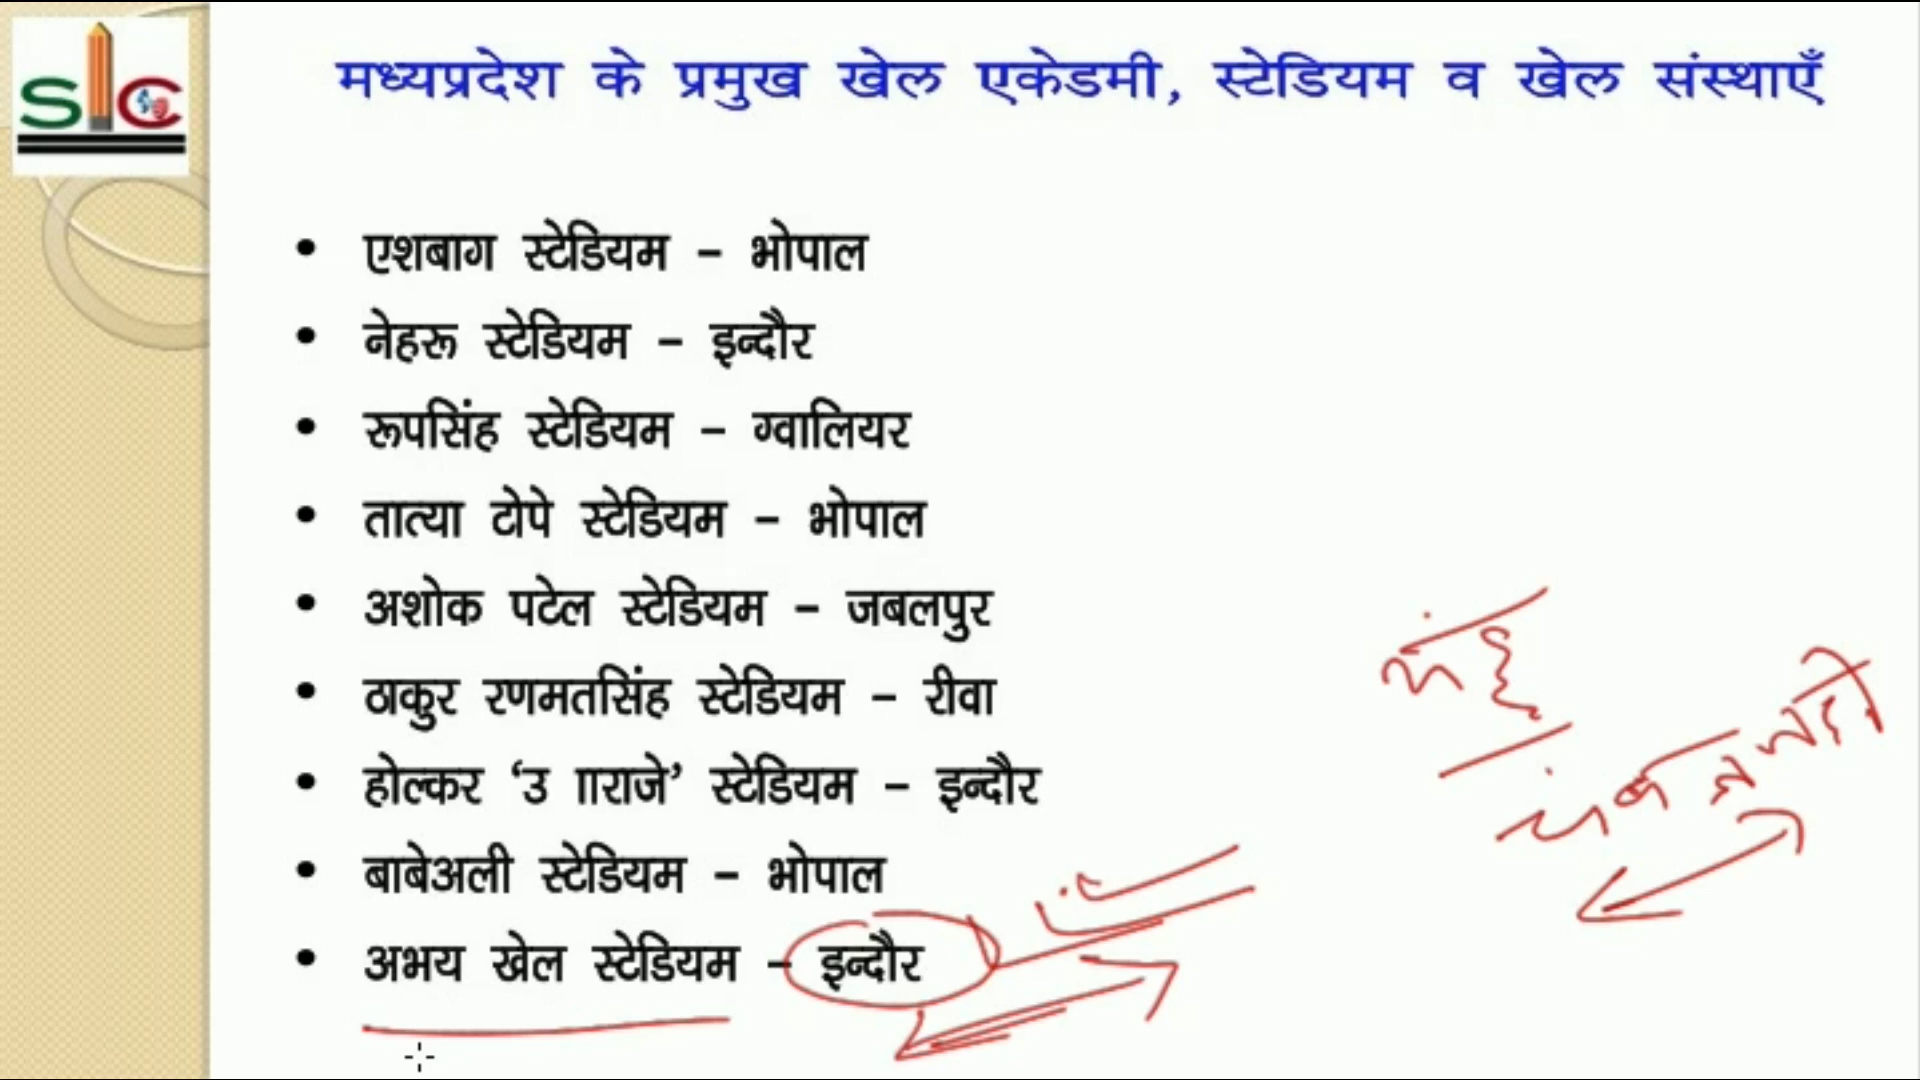 SIC
मध्यप्रदेश के प्रमुख खेल एकेडमी, स्टेडियम व खेल संस्थाएँ
• एशबाग स्टेडियम – भोपाल
• नेहरू स्टेडियम – इन्दौर
• रूपसिंह स्टेडियम – ग्वालियर
• तात्या टोपे स्टेडियम – भोपाल
• अशोक पटेल स्टेडियम – जबलपुर
• ठाकुर रणमतसिंह स्टेडियम – रीवा
• होल्कर ‘उ ााराजे’ स्टेडियम – इन्दौर
• बाबेअली स्टेडियम – भोपाल
• अभय खेल स्टेडियम – इन्दौर